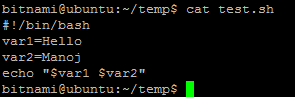 bitnami@ubuntu:~/temp$ cat test.sh
#!/bin/bash
var1=Hello
var2=Manoj
echo "$var1 $var2"
bitnami@ubuntu:~/temp$